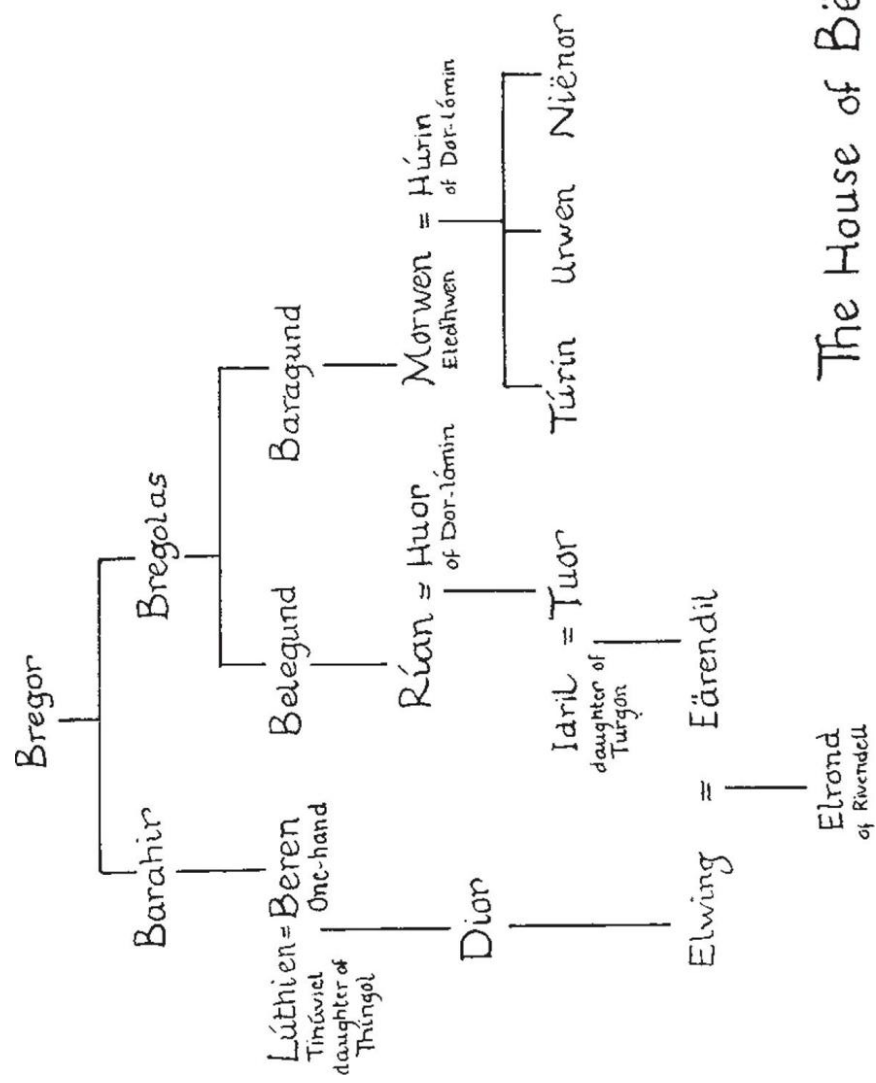 Bregor
Barahir Bregolas
Belegund Baragund
Lúthien = Beren
Tinúviel
daughter of
Thingol
One-hand
Rían = Huor
of Dor-lómin
Morwen = Húrin
Eledhwen
of Dor-lómin
Dior
Idril = Tuor
daughter of
Turgon
Túrin Urwen Niënor
Elwing = Eärendil
Elrond
of Rivendell
The House of Bë